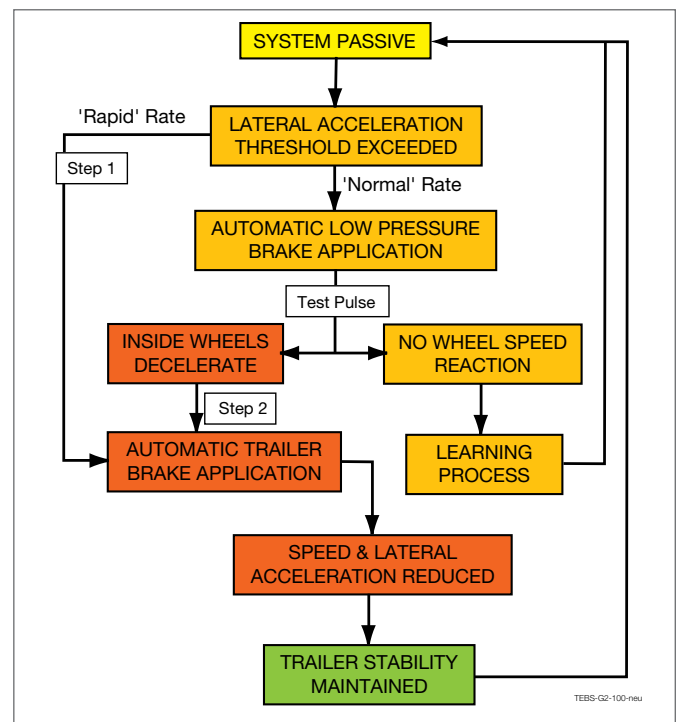 SYSTEM PASSIVE
'Rapid' Rate
LATERAL ACCELERATION
THRESHOLD EXCEEDED
Step 1
'Normal' Rate
AUTOMATIC LOW PRESSURE
BRAKE APPLICATION
Test Pulse
INSIDE WHEELS
DECELERATE
NO WHEEL SPEED
REACTION
Step 2
AUTOMATIC TRAILER
BRAKE APPLICATION
LEARNING
PROCESS
SPEED & LATERAL
ACCELERATION REDUCED
TRAILER STABILITY
MAINTAINED
TEBS-G2-100-neu